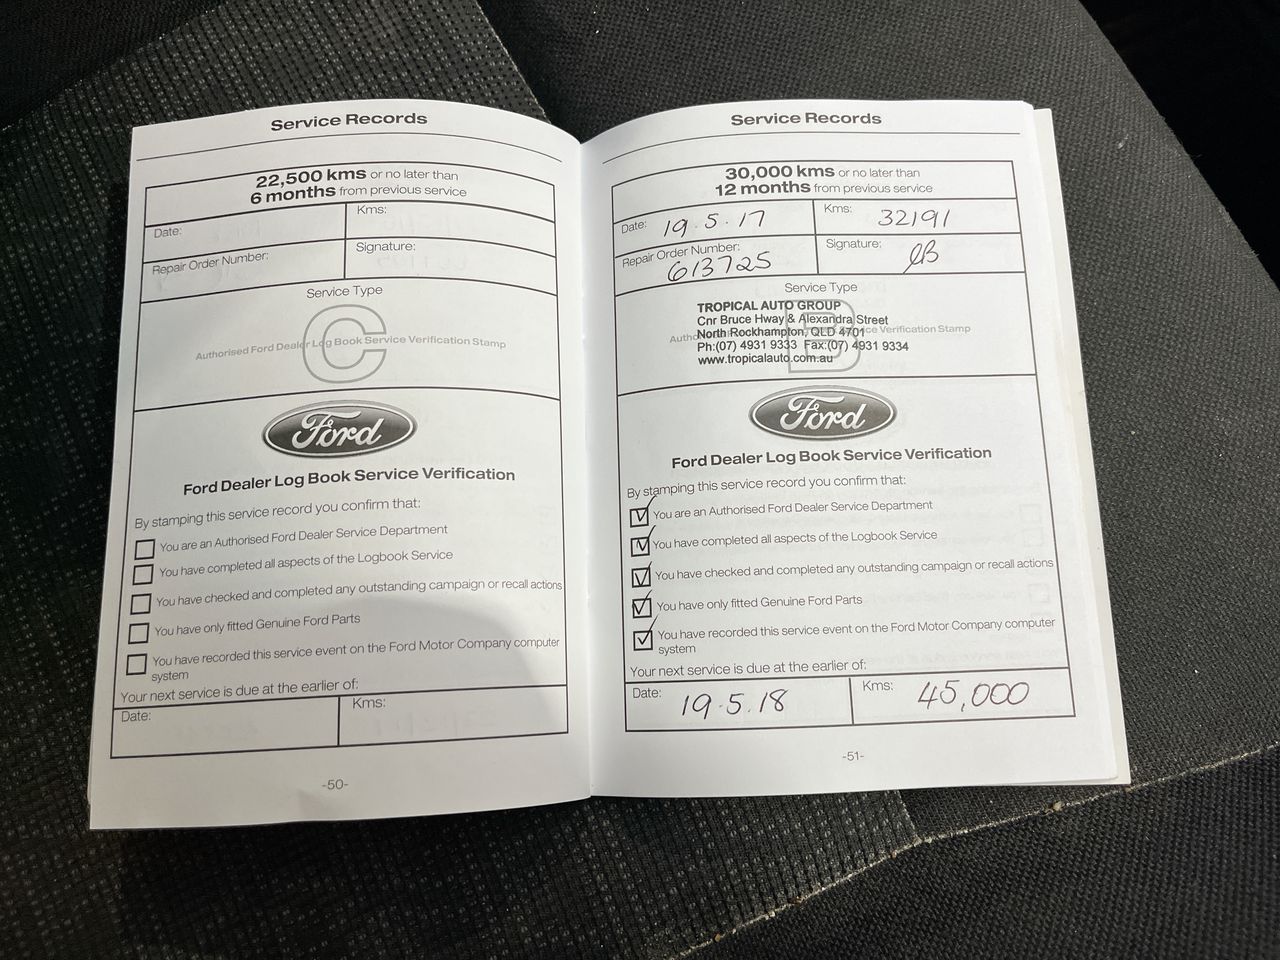 Service Records
22,500 kms or no later than
6 months from previous service
Date:
Kms:
Repair Order Number:
Signature:
Service Type
C
Authorised Ford Dealer Log Book Service Verification Stamp
Ford
Ford Dealer Log Book Service Verification
By stamping this service record you confirm that:
You are an Authorised Ford Dealer Service Department
You have completed all aspects of the Logbook Service
You have checked and completed any outstanding campaign or recall actions
You have only fitted Genuine Ford Parts
You have recorded this service event on the Ford Motor Company computer
system
Your next service is due at the earlier of:
Date:
Kms:
-50-
Service Records
30,000 kms or no later than
12 months from previous service
Date: 19.5.17
Kms: 32191
Repair Order Number:
613725
Signature:
Service Type
B
TROPICAL AUTO GROUP
Cnr Bruce Hway & Alexandra Street
North Rockhampton, QLD 4701
Ph:(07) 4931 9333 Fax:(07) 4931 9334
www.tropicalauto.com.au
ce Verification Stamp
Ford
Ford Dealer Log Book Service Verification
By stamping this service record you confirm that:
You are an Authorised Ford Dealer Service Department
You have completed all aspects of the Logbook Service
You have checked and completed any outstanding campaign or recall actions
You have only fitted Genuine Ford Parts
You have recorded this service event on the Ford Motor Company computer
system
Your next service is due at the earlier of:
Date: 19.5.18
Kms: 45,000
-51-